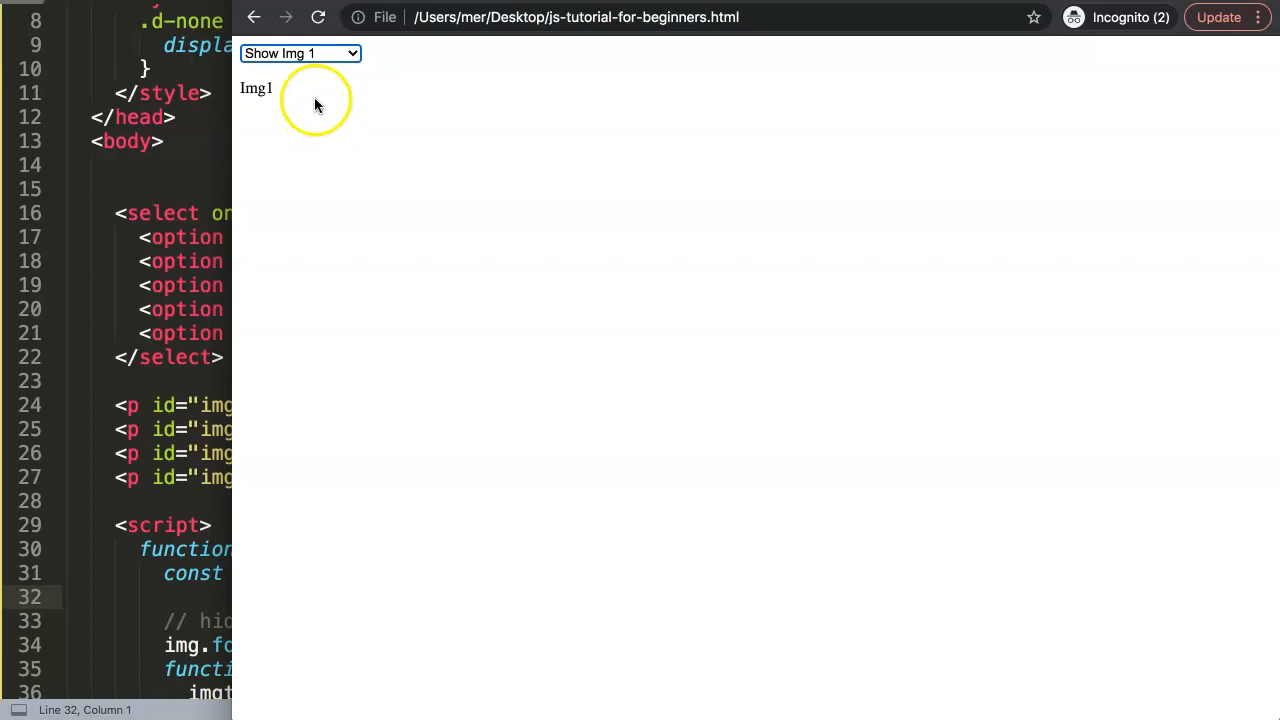 File /Users/mer/Desktop/js-tutorial-for-beginners.html Incognito (2) Update
Show Img 1
Img1
8 .d-none
9 displa
10 }
11 </style>
12 </head>
13 <body>
14
15
16 <select on
17 <option
18 <option
19 <option
20 <option
21 <option
22 </select>
23
24 <p id="img
25 <p id="img
26 <p id="img
27 <p id="img
28
29 <script>
30 function
31 const
32
33 // hid
34 img.fo
35 functi
36 imgt
Line 32, Column 1